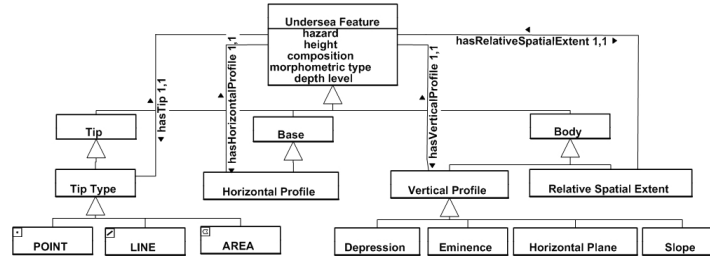 Undersea Feature
hazard
height
composition
morphometric type
depth level
hasTip 1,1
hasHorizontalProfile 1,1
hasVerticalProfile 1,1
hasRelativeSpatialExtent 1,1
Tip
Base
Body
Tip Type
Horizontal Profile
Vertical Profile
Relative Spatial Extent
POINT
LINE
AREA
Depression
Eminence
Horizontal Plane
Slope